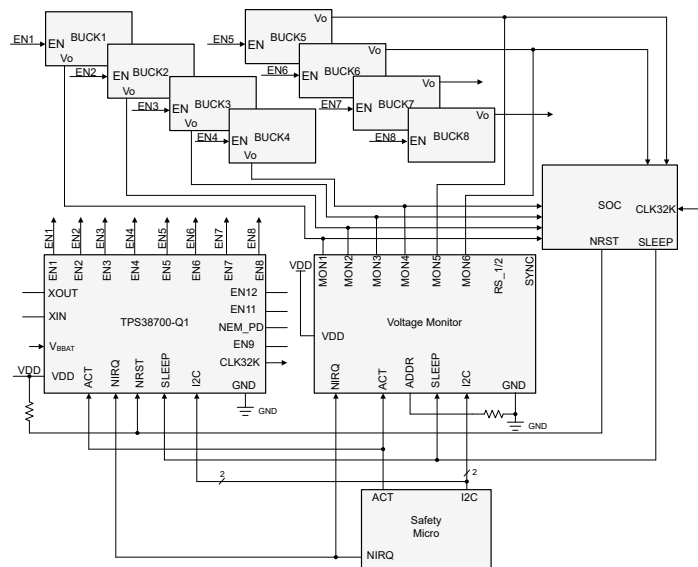 EN1
EN
BUCK1
Vo
EN2
EN
BUCK2
Vo
EN3
EN
BUCK3
Vo
EN4
EN
BUCK4
Vo
EN5
EN
BUCK5
Vo
EN6
EN
BUCK6
Vo
EN7
EN
BUCK7
Vo
EN8
EN
BUCK8
Vo
SOC
CLK32K
NRST
SLEEP
EN1
EN2
EN3
EN4
EN5
EN6
EN7
EN8
EN1
EN2
EN3
EN4
EN5
EN6
EN7
EN8
XOUT
XIN
VBBAT
VDD
VDD
TPS38700-Q1
EN12
EN11
NEM_PD
EN9
CLK32K
GND
ACT
NIRQ
NRST
SLEEP
I2C
GND
VDD
MON1
MON2
MON3
MON4
MON5
MON6
RS_1/2
SYNC
Voltage Monitor
VDD
NIRQ
ACT
ADDR
SLEEP
I2C
GND
GND
2
2
ACT
I2C
Safety
Micro
NIRQ